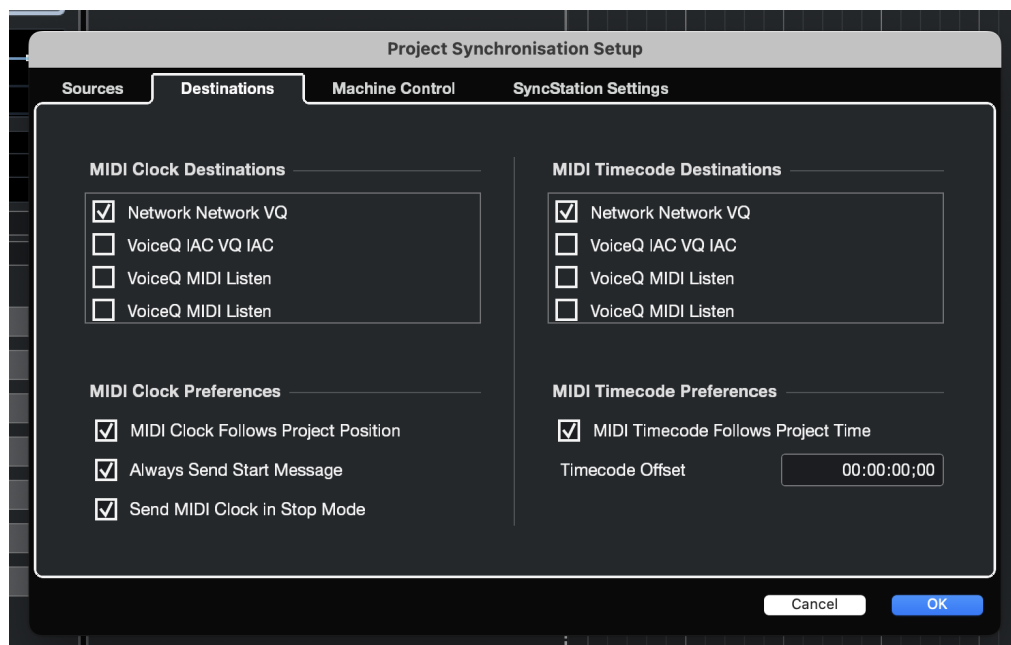 Project Synchronisation Setup
Sources
Destinations
Machine Control
SyncStation Settings
MIDI Clock Destinations
Network Network VQ
VoiceQ IAC VQ IAC
VoiceQ MIDI Listen
VoiceQ MIDI Listen
MIDI Timecode Destinations
Network Network VQ
VoiceQ IAC VQ IAC
VoiceQ MIDI Listen
VoiceQ MIDI Listen
MIDI Clock Preferences
MIDI Clock Follows Project Position
Always Send Start Message
Send MIDI Clock in Stop Mode
MIDI Timecode Preferences
MIDI Timecode Follows Project Time
Timecode Offset 00:00:00;00
Cancel
OK